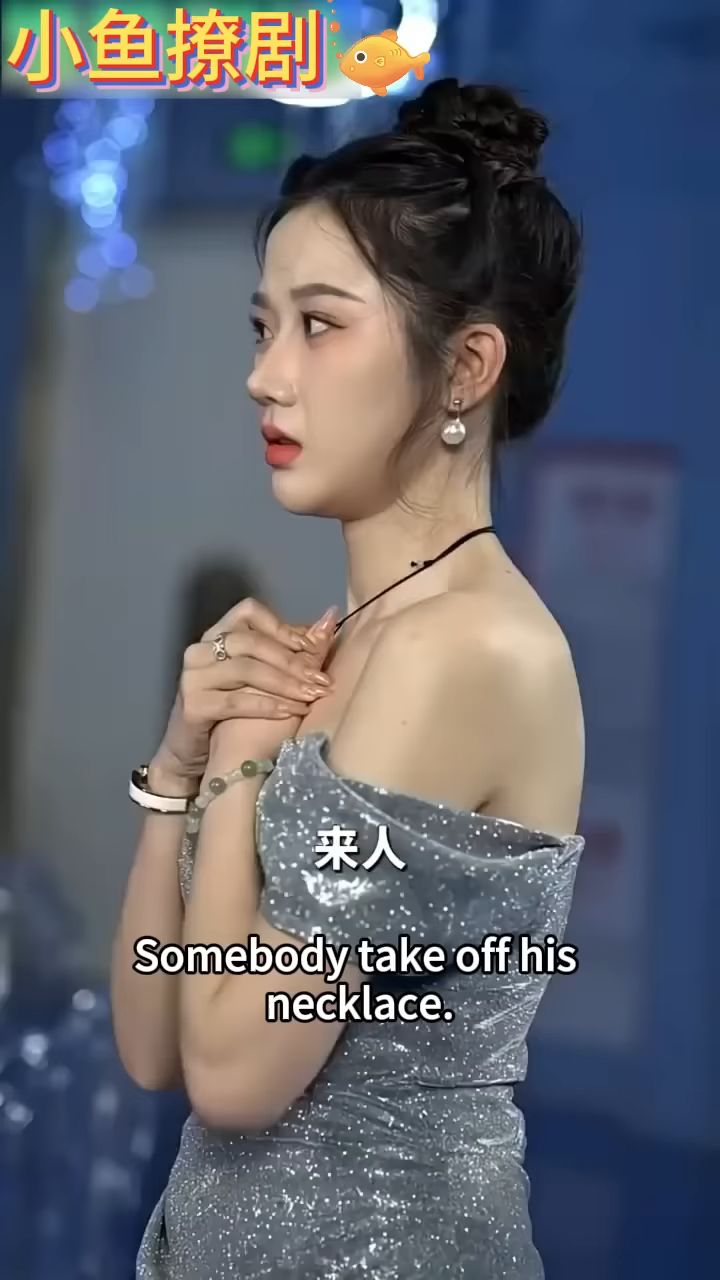 小鱼撩剧
来人
Somebody take off his
necklace.